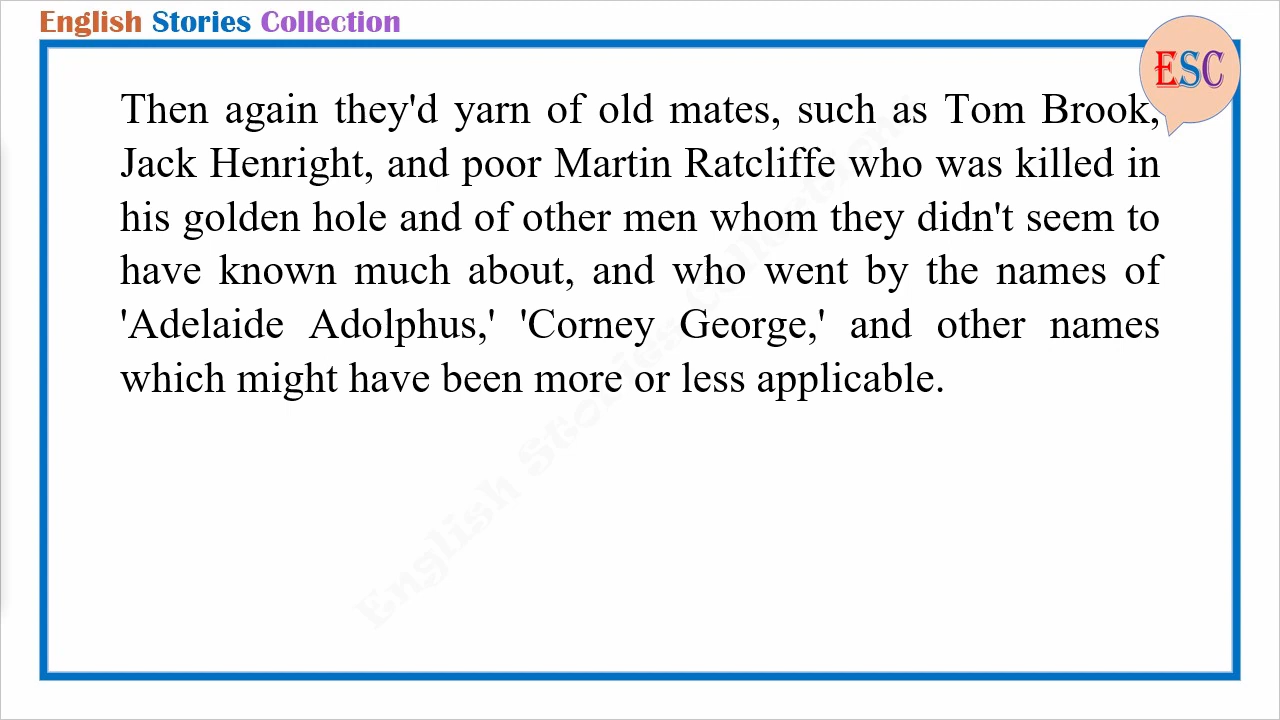 English Stories Collection
ESC
Then again they'd yarn of old mates, such as Tom Brook,
Jack Henright, and poor Martin Ratcliffe who was killed in
his golden hole and of other men whom they didn't seem to
have known much about, and who went by the names of
'Adelaide Adolphus,' 'Corney George,' and other names
which might have been more or less applicable.
English Stories Collection